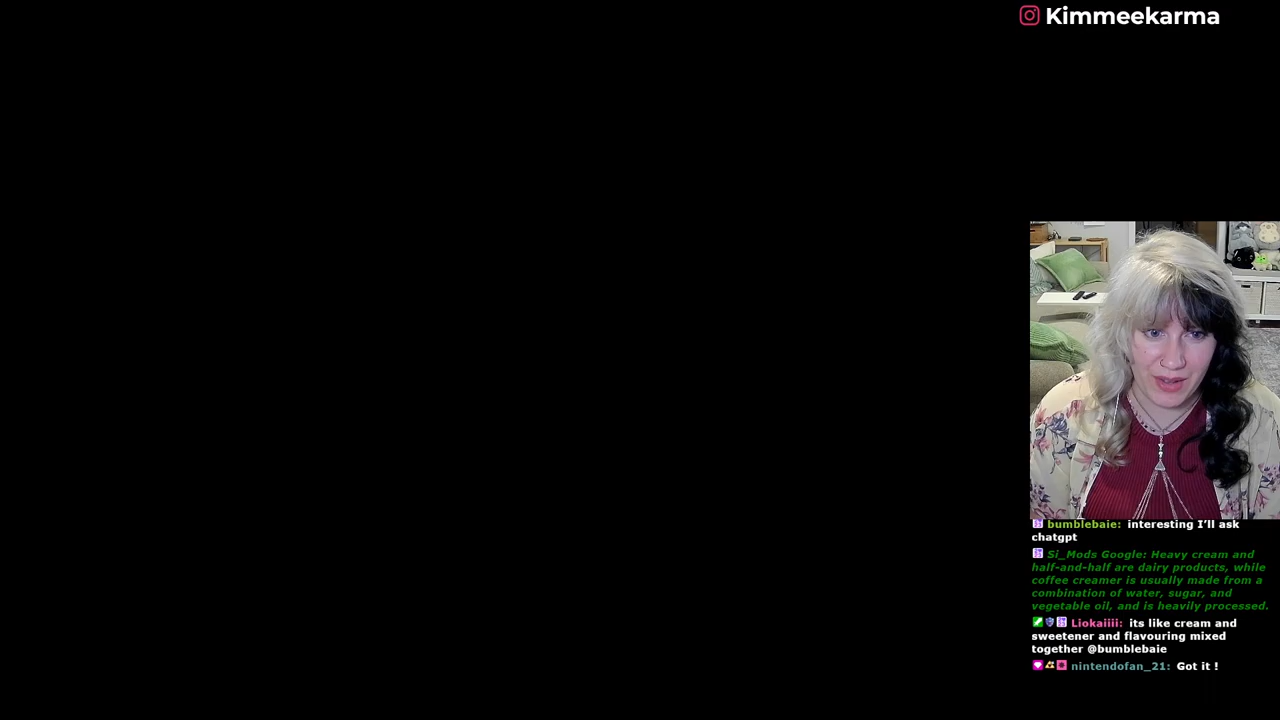 Kimmeekarma
bumblebaie: interesting I'll ask
chatgpt
Si_Mods Google: Heavy cream and
half-and-half are dairy products, while
coffee creamer is usually made from a
combination of water, sugar, and
vegetable oil, and is heavily processed.
Liokaiiii: its like cream and
sweetener and flavouring mixed
together @bumblebaie
nintendofan_21: Got it !